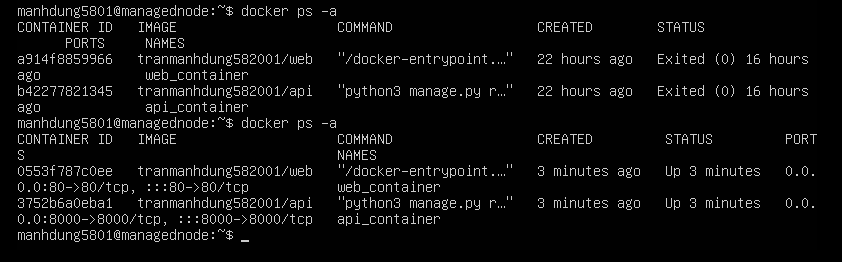 manhdung5801@managednode:~$ docker ps -a
CONTAINER ID   IMAGE                   COMMAND                  CREATED        STATUS
      PORTS     NAMES
a914f8859966   tranmanhdung582001/web   "/docker-entrypoint.…"   22 hours ago   Exited (0) 16 hours
ago             web_container
b42277821345   tranmanhdung582001/api   "python3 manage.py r…"   22 hours ago   Exited (0) 16 hours
ago             api_container
manhdung5801@managednode:~$ docker ps -a
CONTAINER ID   IMAGE                   COMMAND                  CREATED         STATUS         PORT
S                                       NAMES
0553f787c0ee   tranmanhdung582001/web   "/docker-entrypoint.…"   3 minutes ago   Up 3 minutes   0.0.
0.0:80->80/tcp, :::80->80/tcp           web_container
3752b6a0eba1   tranmanhdung582001/api   "python3 manage.py r…"   3 minutes ago   Up 3 minutes   0.0.
0.0:8000->8000/tcp, :::8000->8000/tcp   api_container
manhdung5801@managednode:~$ _